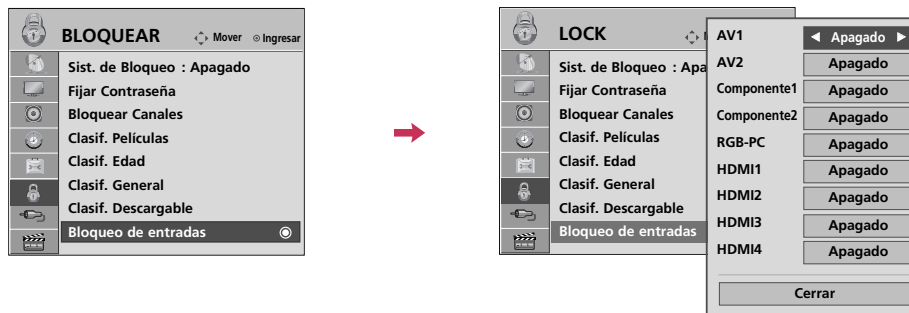 BLOQUEAR
Mover
Ingresar
Sist. de Bloqueo : Apagado
Fijar Contraseña
Bloquear Canales
Clasif. Películas
Clasif. Edad
Clasif. General
Clasif. Descargable
Bloqueo de entradas
LOCK
Sist. de Bloqueo : Apa
Fijar Contraseña
Bloquear Canales
Clasif. Películas
Clasif. Edad
Clasif. General
Clasif. Descargable
Bloqueo de entradas
AV1 ◄ Apagado ►
AV2 Apagado
Componente1 Apagado
Componente2 Apagado
RGB-PC Apagado
HDMI1 Apagado
HDMI2 Apagado
HDMI3 Apagado
HDMI4 Apagado
Cerrar